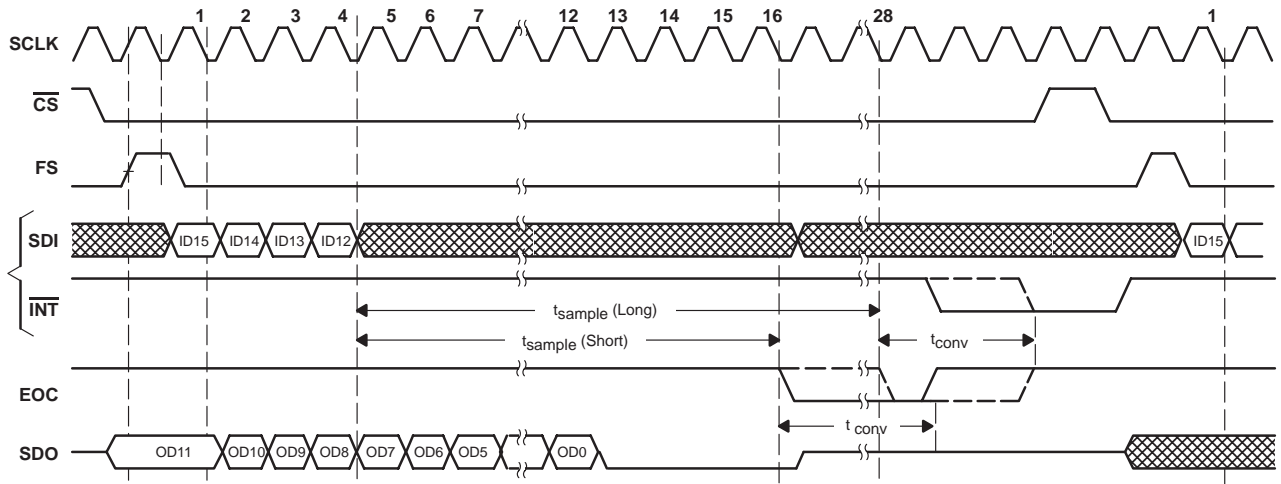 1 2 3 4 5 6 7 12 13 14 15 16 28 1
SCLK
CS
FS
SDI ID15 ID14 ID13 ID12 ID15
INT
tsample (Long)
tsample (Short) tconv
EOC
t conv
SDO OD11 OD10 OD9 OD8 OD7 OD6 OD5 OD0